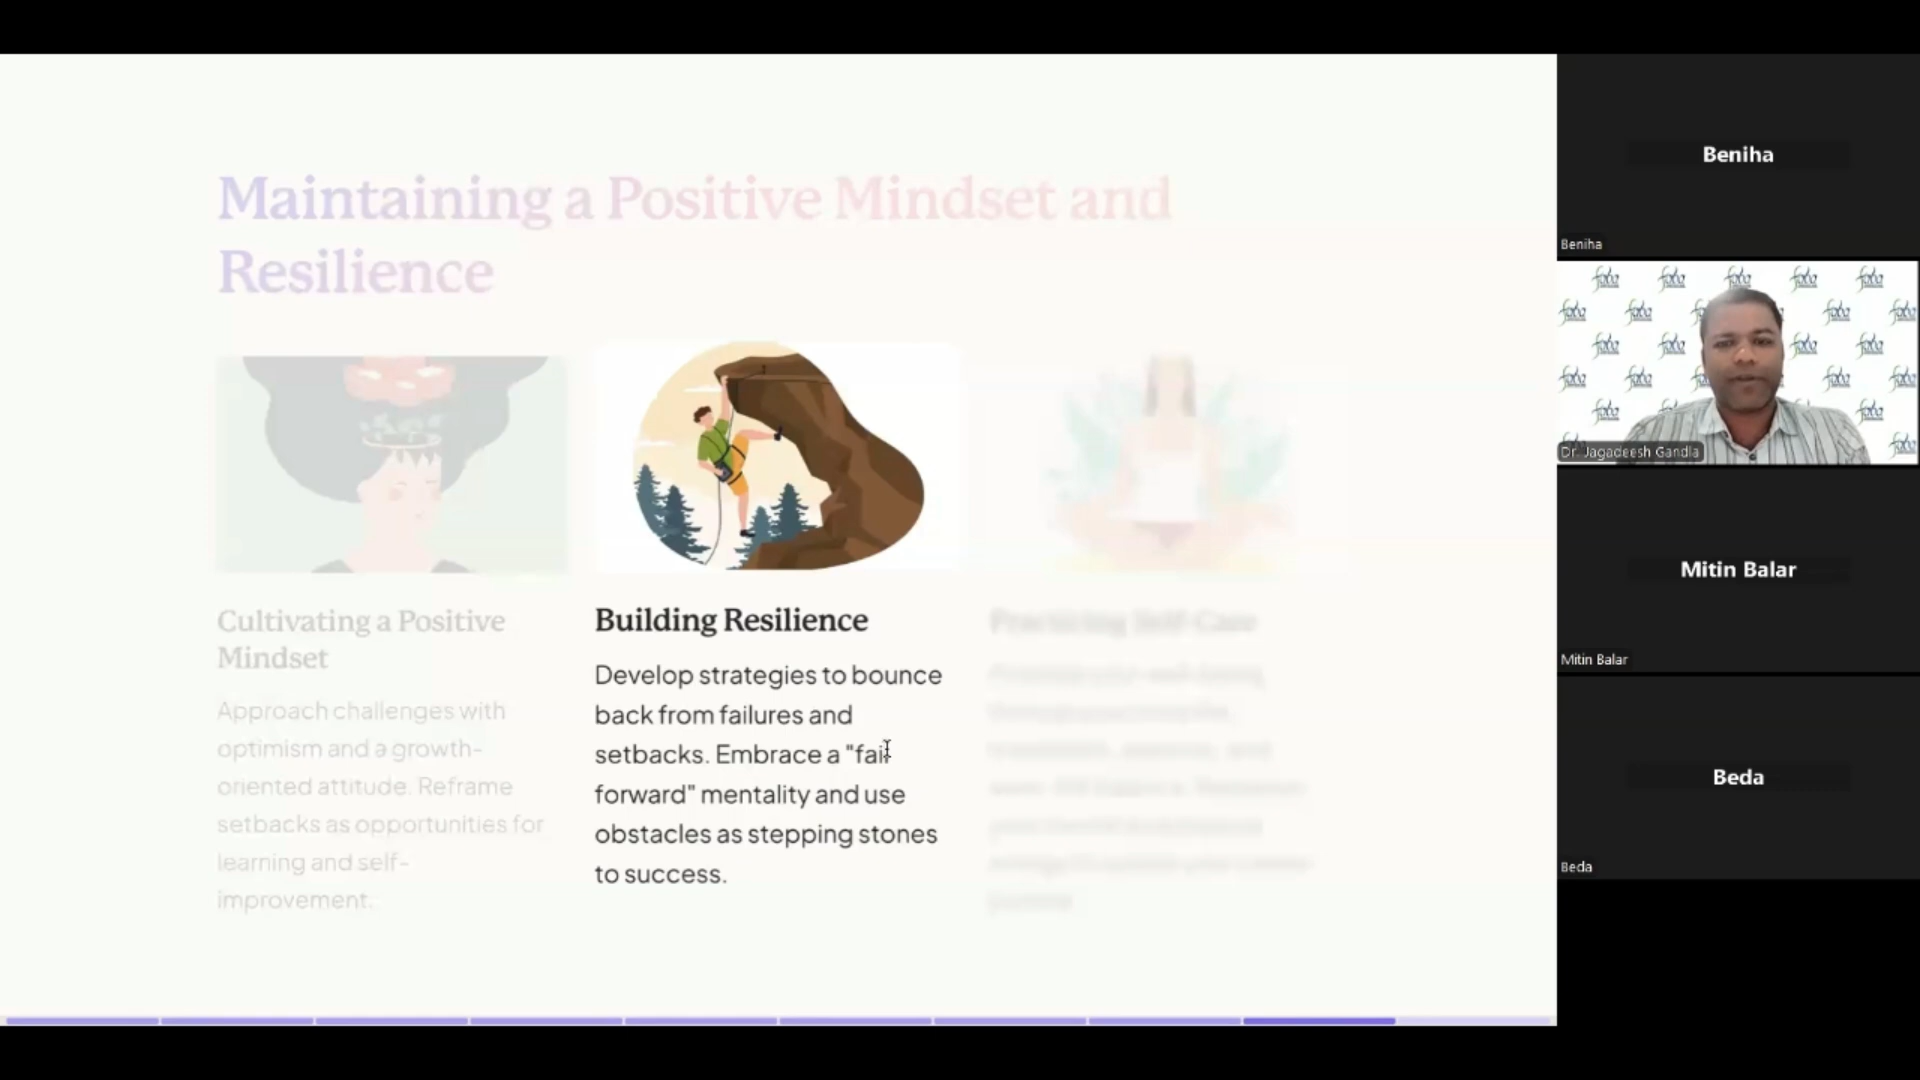 Maintaining a Positive Mindset and
Resilience
Cultivating a Positive
Mindset
Approach challenges with
optimism and a growth-
oriented attitude. Reframe
setbacks as opportunities for
learning and self-
improvement.
Building Resilience
Develop strategies to bounce
back from failures and
setbacks. Embrace a "fail
forward" mentality and use
obstacles as stepping stones
to success.
Practicing Self-Care
Beniha
Beniha
Dr. Jagadeesh Gandla
Mitin Balar
Mitin Balar
Beda
Beda